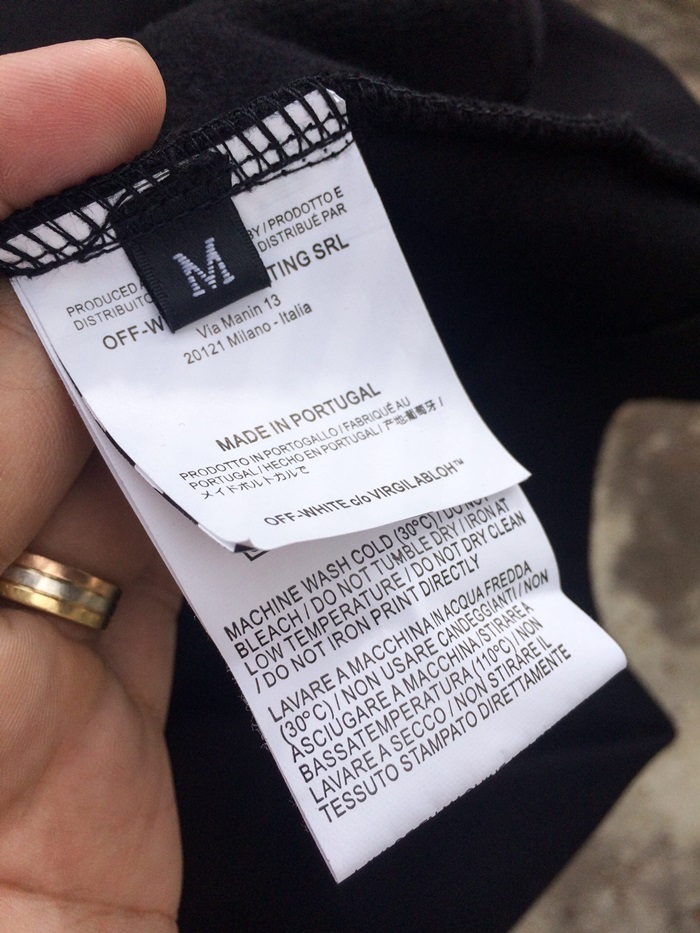 M
BY / PRODOTTO E
DISTRIBUÉ PAR
PRODUCED
DISTRIBUITO
TING SRL
OFF-W
Via Manin 13
20121 Milano - Italia
MADE IN PORTUGAL
PRODOTTO IN PORTOGALLO / FABRIQUÉ AU
PORTUGAL / HECHO EN PORTUGAL / 产地葡萄牙 /
メイドポルトガルで
OFF-WHITE c/o VIRGILABLOH™
MACHINE WASH COLD (30°C) / DO NOT
BLEACH / DO NOT TUMBLE DRY / IRON AT
LOW TEMPERATURE / DO NOT DRY CLEAN
/ DO NOT IRON PRINT DIRECTLY
LAVARE A MACCHINA IN ACQUA FREDDA
(30°C) / NON USARE CANDEGGIANTI / NON
ASCIUGARE A MACCHINA / STIRARE A
BASSA TEMPERATURA (110°C) / NON
LAVARE A SECCO / NON STIRARE IL
TESSUTO STAMPATO DIRETTAMENTE